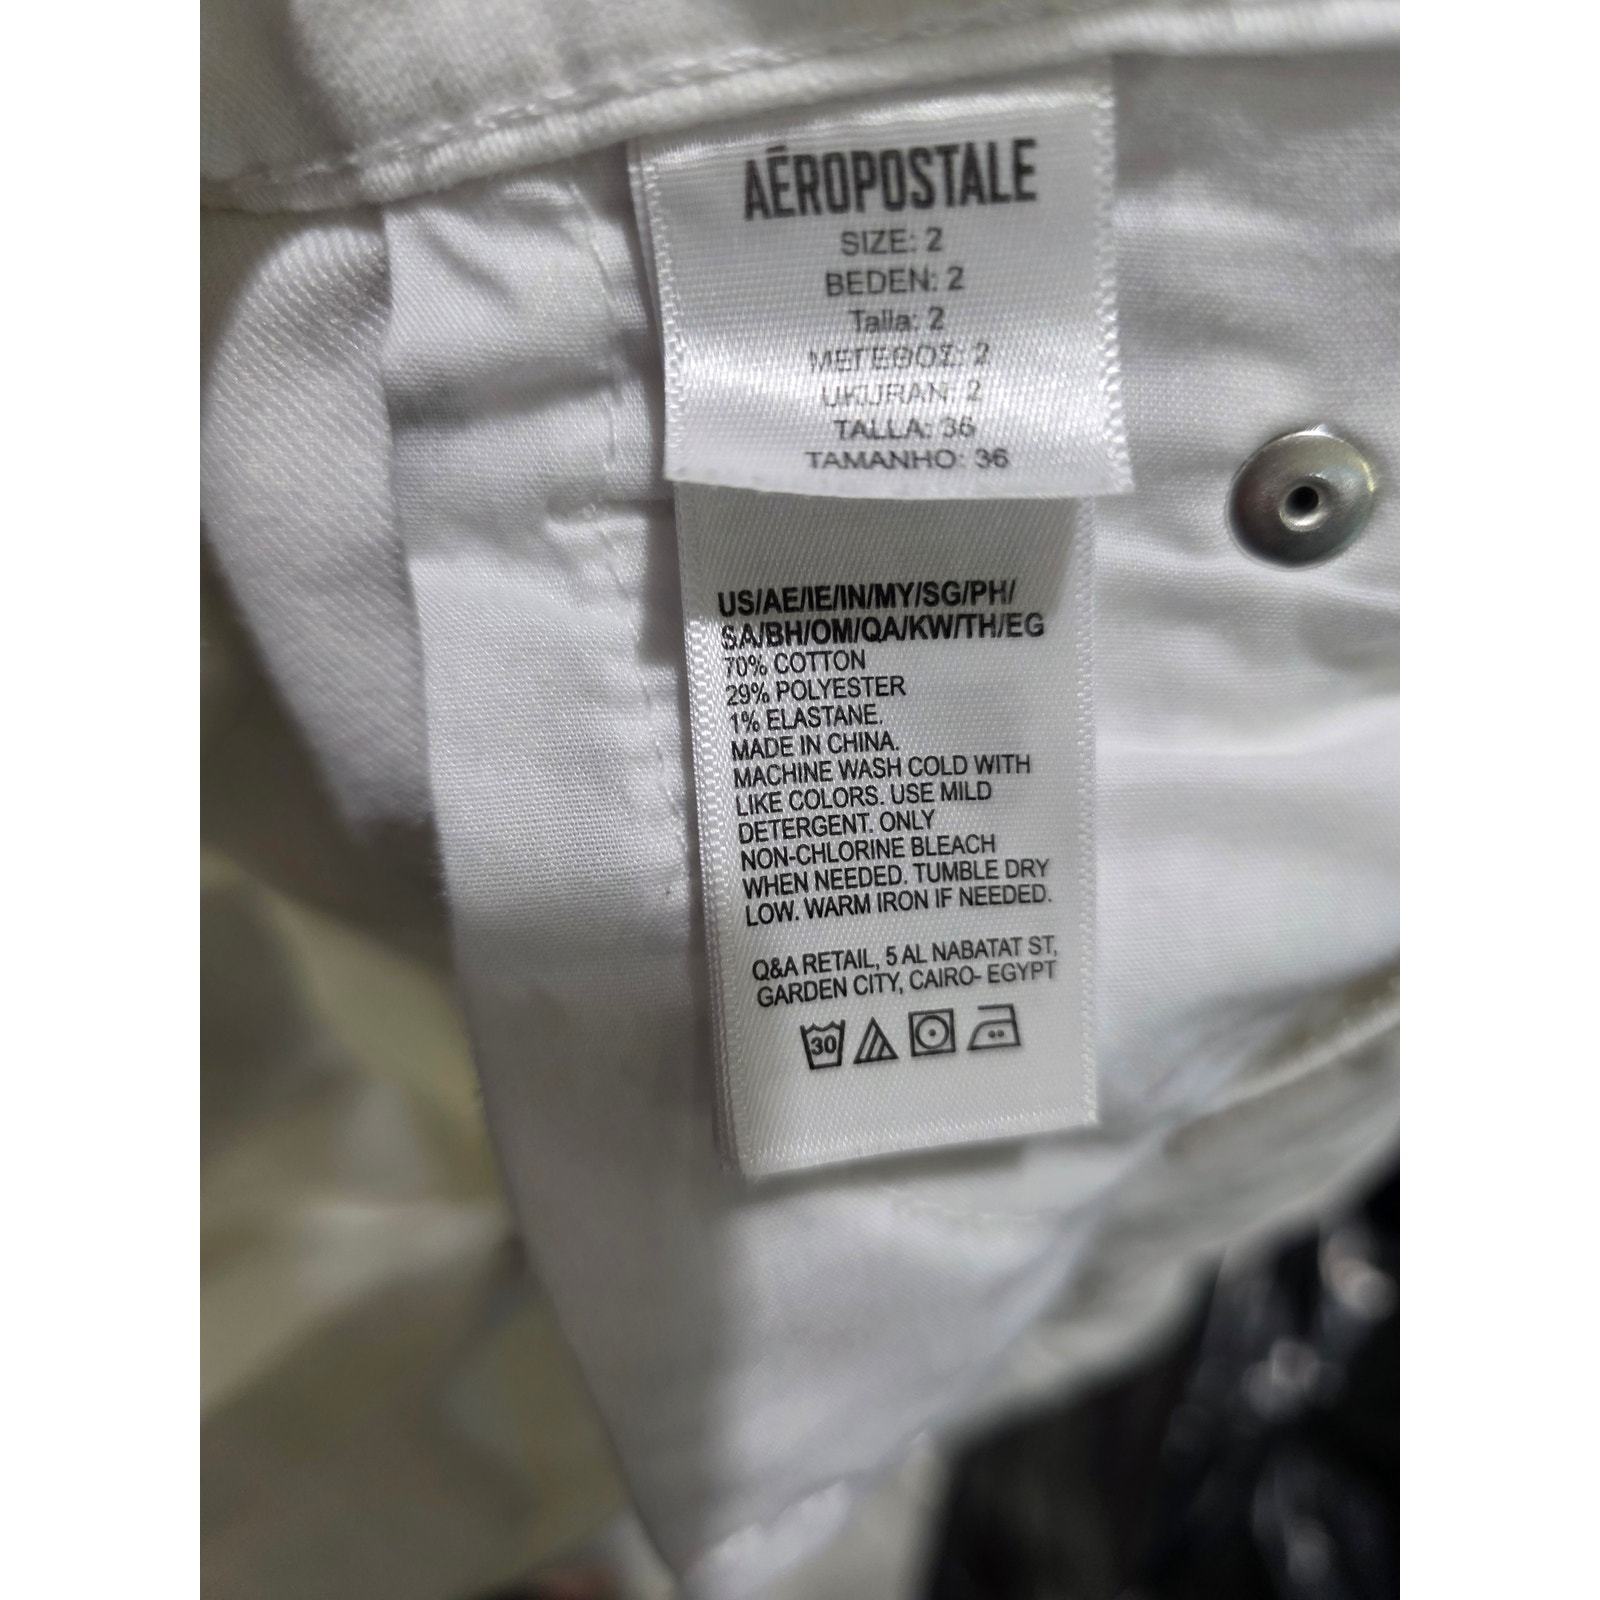 AÉROPOSTALE
SIZE: 2
BEDEN: 2
Talla: 2
ΜΕΓΕΘΟΣ: 2
UKURAN: 2
TALLA: 36
TAMANHO: 36
US/AE/IE/IN/MY/SG/PH/
SA/BH/OM/QA/KW/TH/EG
70% COTTON
29% POLYESTER
1% ELASTANE.
MADE IN CHINA.
MACHINE WASH COLD WITH
LIKE COLORS. USE MILD
DETERGENT. ONLY
NON-CHLORINE BLEACH
WHEN NEEDED. TUMBLE DRY
LOW. WARM IRON IF NEEDED.
Q&A RETAIL, 5 AL NABATAT ST,
GARDEN CITY, CAIRO- EGYPT
30